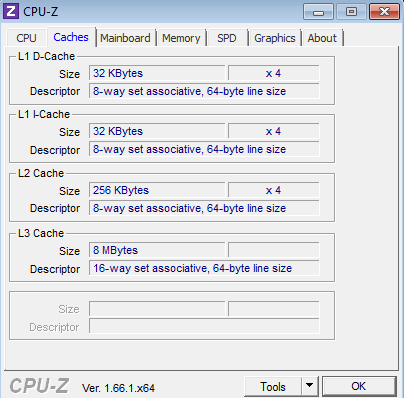 CPU-Z
CPU Caches Mainboard Memory SPD Graphics About
L1 D-Cache
Size 32 KBytes x 4
Descriptor 8-way set associative, 64-byte line size
L1 I-Cache
Size 32 KBytes x 4
Descriptor 8-way set associative, 64-byte line size
L2 Cache
Size 256 KBytes x 4
Descriptor 8-way set associative, 64-byte line size
L3 Cache
Size 8 MBytes
Descriptor 16-way set associative, 64-byte line size
Size
Descriptor
CPU-Z Ver. 1.66.1.x64 Tools OK